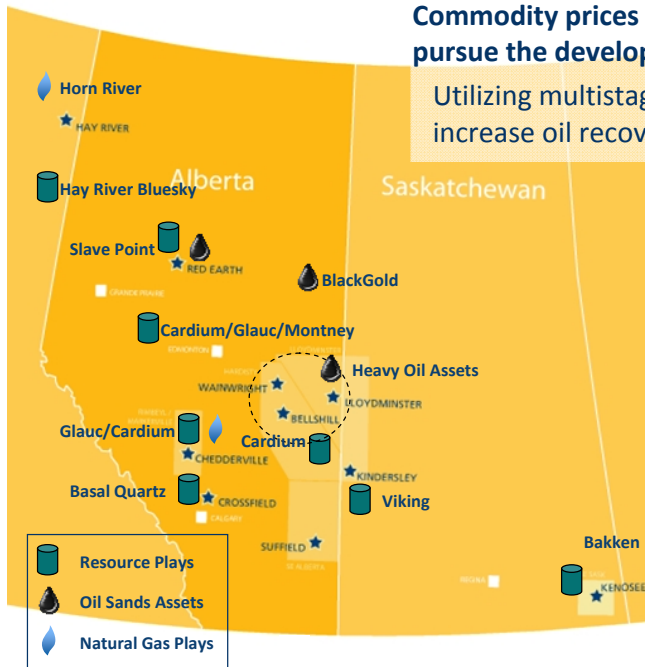 Commodity prices
pursue the develop
Utilizing multistag
increase oil recov
Horn River
HAY RIVER
Hay River Bluesky
Alberta
Saskatchewan
Slave Point
RED EARTH
BlackGold
GRANDE PRAIRIE
Cardium/Glauc/Montney
EDMONTON
LLOYDMINSTER
Heavy Oil Assets
WAINWRIGHT
LLOYDMINSTER
BELLSHILL
Glauc/Cardium
Cardium
CHEDDERVILLE
KINDERSLEY
Basal Quartz
CROSSFIELD
Viking
CALGARY
SUFFIELD
SE ALBERTA
Bakken
REGINA
KENOSEE
Resource Plays
Oil Sands Assets
Natural Gas Plays